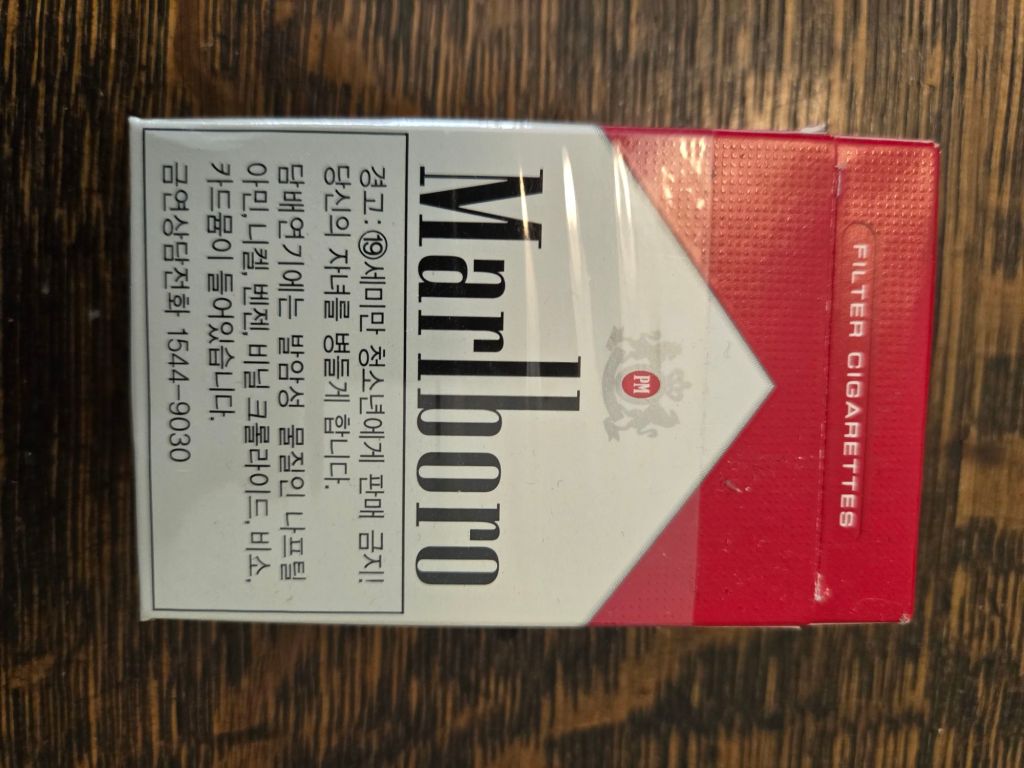 FILTER CIGARETTES
PM
Marlboro
경고: ⑲세미만 청소년에게 판매 금지!
당신의 자녀를 병들게 합니다.
담배연기에는 발암성 물질인 나프틸
아민,니켈,벤젠,비닐 크롤라이드, 비소,
카드뮴이 들어있습니다.
금연상담전화 1544-9030